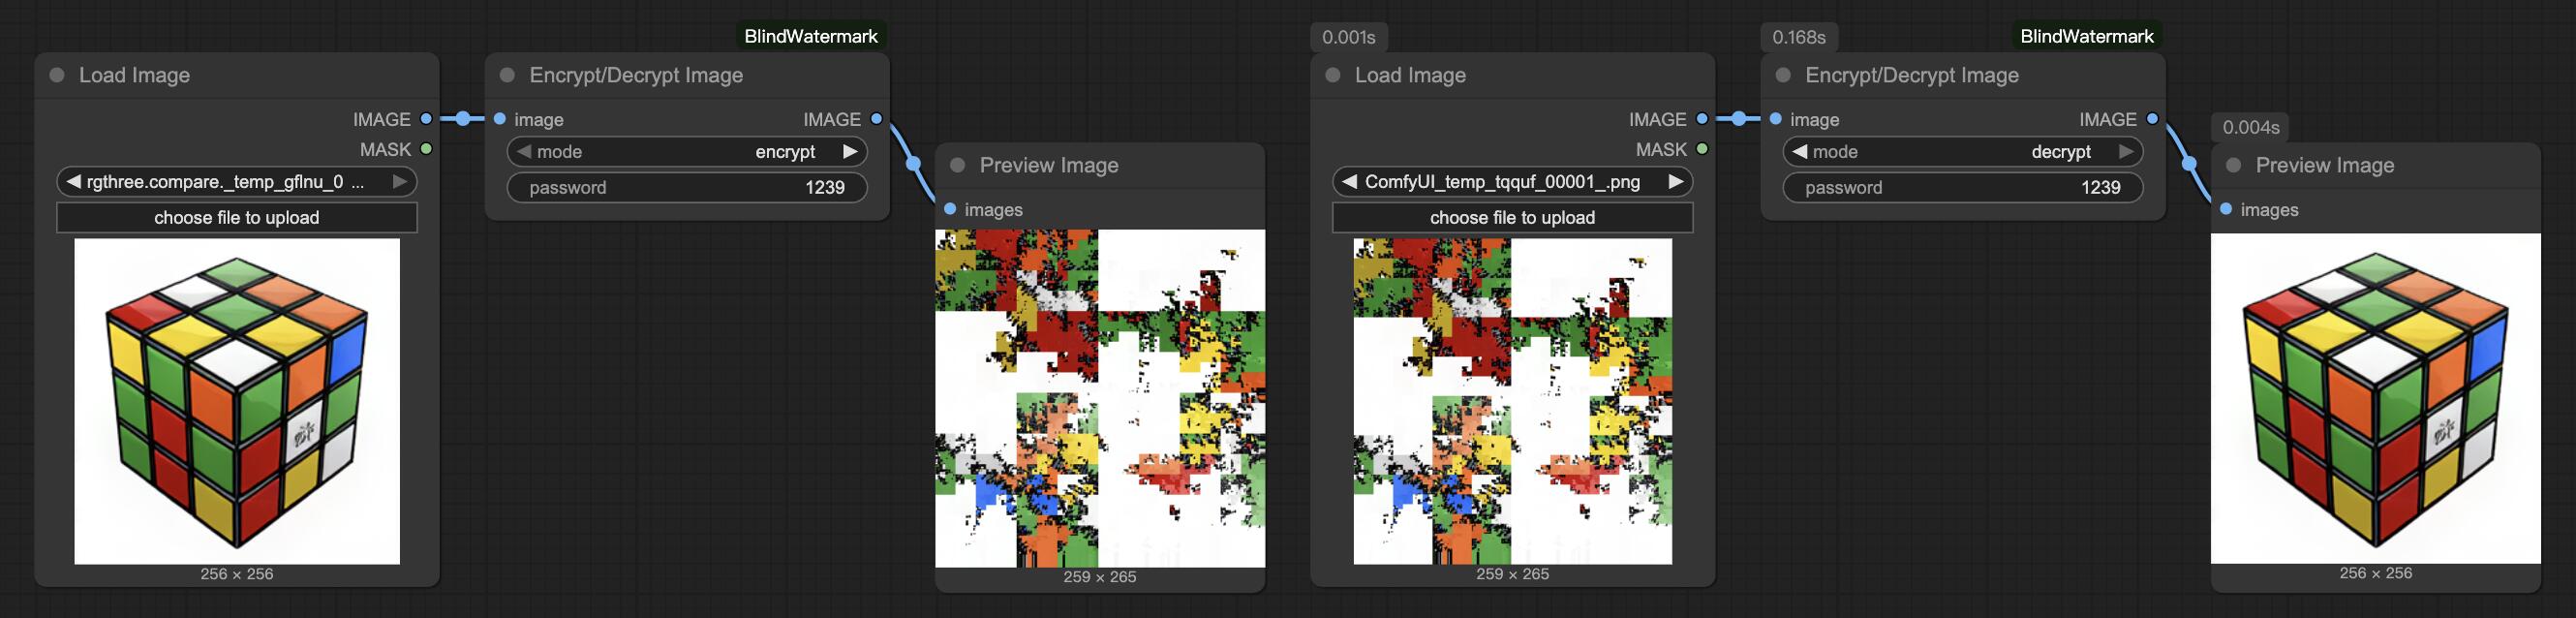 BlindWatermark
Load Image
IMAGE
MASK
rgthree.compare._temp_gflnu_0 ...
choose file to upload
256 × 256
Encrypt/Decrypt Image
image IMAGE
mode encrypt
password 1239
Preview Image
images
259 × 265
0.001s
Load Image
IMAGE
MASK
ComfyUI_temp_tqquf_00001_.png
choose file to upload
259 × 265
0.168s
BlindWatermark
Encrypt/Decrypt Image
image IMAGE
mode decrypt
password 1239
0.004s
Preview Image
images
256 × 256